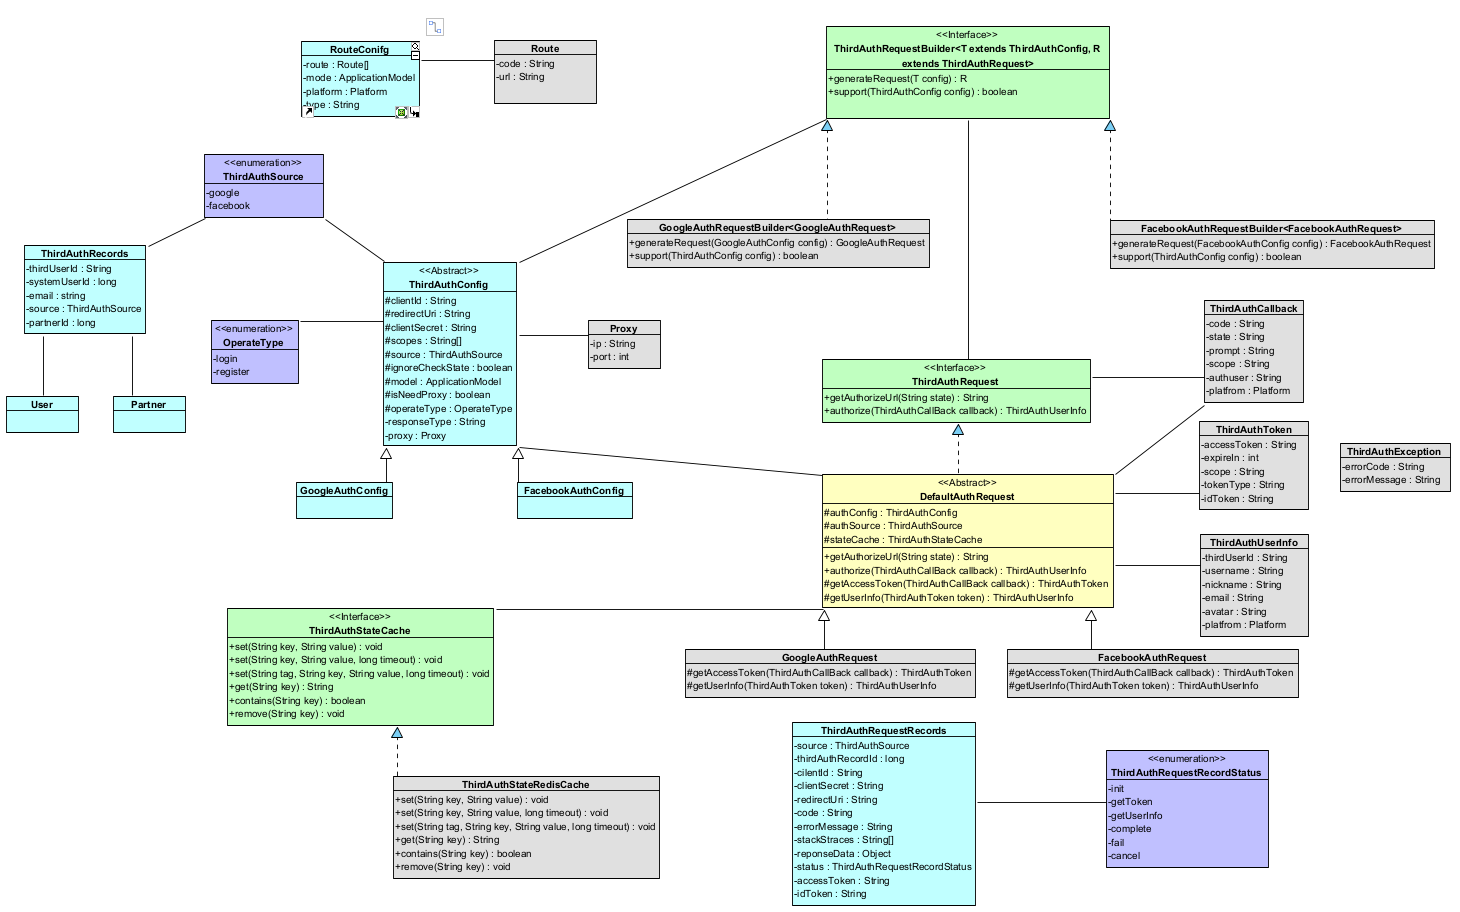 RouteConifg
-route : Route[]
-mode : ApplicationModel
-platform : Platform
-type : String
Route
-code : String
-url : String
<<Interface>>
ThirdAuthRequestBuilder<T extends ThirdAuthConfig, R
extends ThirdAuthRequest>
+generateRequest(T config) : R
+support(ThirdAuthConfig config) : boolean
<<enumeration>>
ThirdAuthSource
-google
-facebook
GoogleAuthRequestBuilder<GoogleAuthRequest>
+generateRequest(GoogleAuthConfig config) : GoogleAuthRequest
+support(ThirdAuthConfig config) : boolean
FacebookAuthRequestBuilder<FacebookAuthRequest>
+generateRequest(FacebookAuthConfig config) : FacebookAuthRequest
+support(ThirdAuthConfig config) : boolean
ThirdAuthRecords
-thirdUserId : String
-systemUserId : long
-email : string
-source : ThirdAuthSource
-partnerId : long
<<Abstract>>
ThirdAuthConfig
#clientId : String
#redirectUri : String
#clientSecret : String
#scopes : String[]
#source : ThirdAuthSource
#ignoreCheckState : boolean
#model : ApplicationModel
#isNeedProxy : boolean
#operateType : OperateType
-responseType : String
-proxy : Proxy
<<enumeration>>
OperateType
-login
-register
Proxy
-ip : String
-port : int
User
Partner
GoogleAuthConfig
FacebookAuthConfig
<<Interface>>
ThirdAuthRequest
+getAuthorizeUrl(String state) : String
+authorize(ThirdAuthCallBack callback) : ThirdAuthUserInfo
ThirdAuthCallback
-code : String
-state : String
-prompt : String
-scope : String
-authuser : String
-platfrom : Platform
ThirdAuthToken
-accessToken : String
-expireIn : int
-scope : String
-tokenType : String
-idToken : String
ThirdAuthException
-errorCode : String
-errorMessage : String
<<Abstract>>
DefaultAuthRequest
#authConfig : ThirdAuthConfig
#authSource : ThirdAuthSource
#stateCache : ThirdAuthStateCache
+getAuthorizeUrl(String state) : String
+authorize(ThirdAuthCallBack callback) : ThirdAuthUserInfo
#getAccessToken(ThirdAuthCallBack callback) : ThirdAuthToken
#getUserInfo(ThirdAuthToken token) : ThirdAuthUserInfo
ThirdAuthUserInfo
-thirdUserId : String
-username : String
-nickname : String
-email : String
-avatar : String
-platfrom : Platform
<<Interface>>
ThirdAuthStateCache
+set(String key, String value) : void
+set(String key, String value, long timeout) : void
+set(String tag, String key, String value, long timeout) : void
+get(String key) : String
+contains(String key) : boolean
+remove(String key) : void
GoogleAuthRequest
#getAccessToken(ThirdAuthCallBack callback) : ThirdAuthToken
#getUserInfo(ThirdAuthToken token) : ThirdAuthUserInfo
FacebookAuthRequest
#getAccessToken(ThirdAuthCallBack callback) : ThirdAuthToken
#getUserInfo(ThirdAuthToken token) : ThirdAuthUserInfo
ThirdAuthStateRedisCache
+set(String key, String value) : void
+set(String key, String value, long timeout) : void
+set(String tag, String key, String value, long timeout) : void
+get(String key) : String
+contains(String key) : boolean
+remove(String key) : void
ThirdAuthRequestRecords
-source : ThirdAuthSource
-thirdAuthRecordId : long
-cilentId : String
-clientSecret : String
-redirectUri : String
-code : String
-errorMessage : String
-stackStraces : String[]
-reponseData : Object
-status : ThirdAuthRequestRecordStatus
-accessToken : String
-idToken : String
<<enumeration>>
ThirdAuthRequestRecordStatus
-init
-getToken
-getUserInfo
-complete
-fail
-cancel